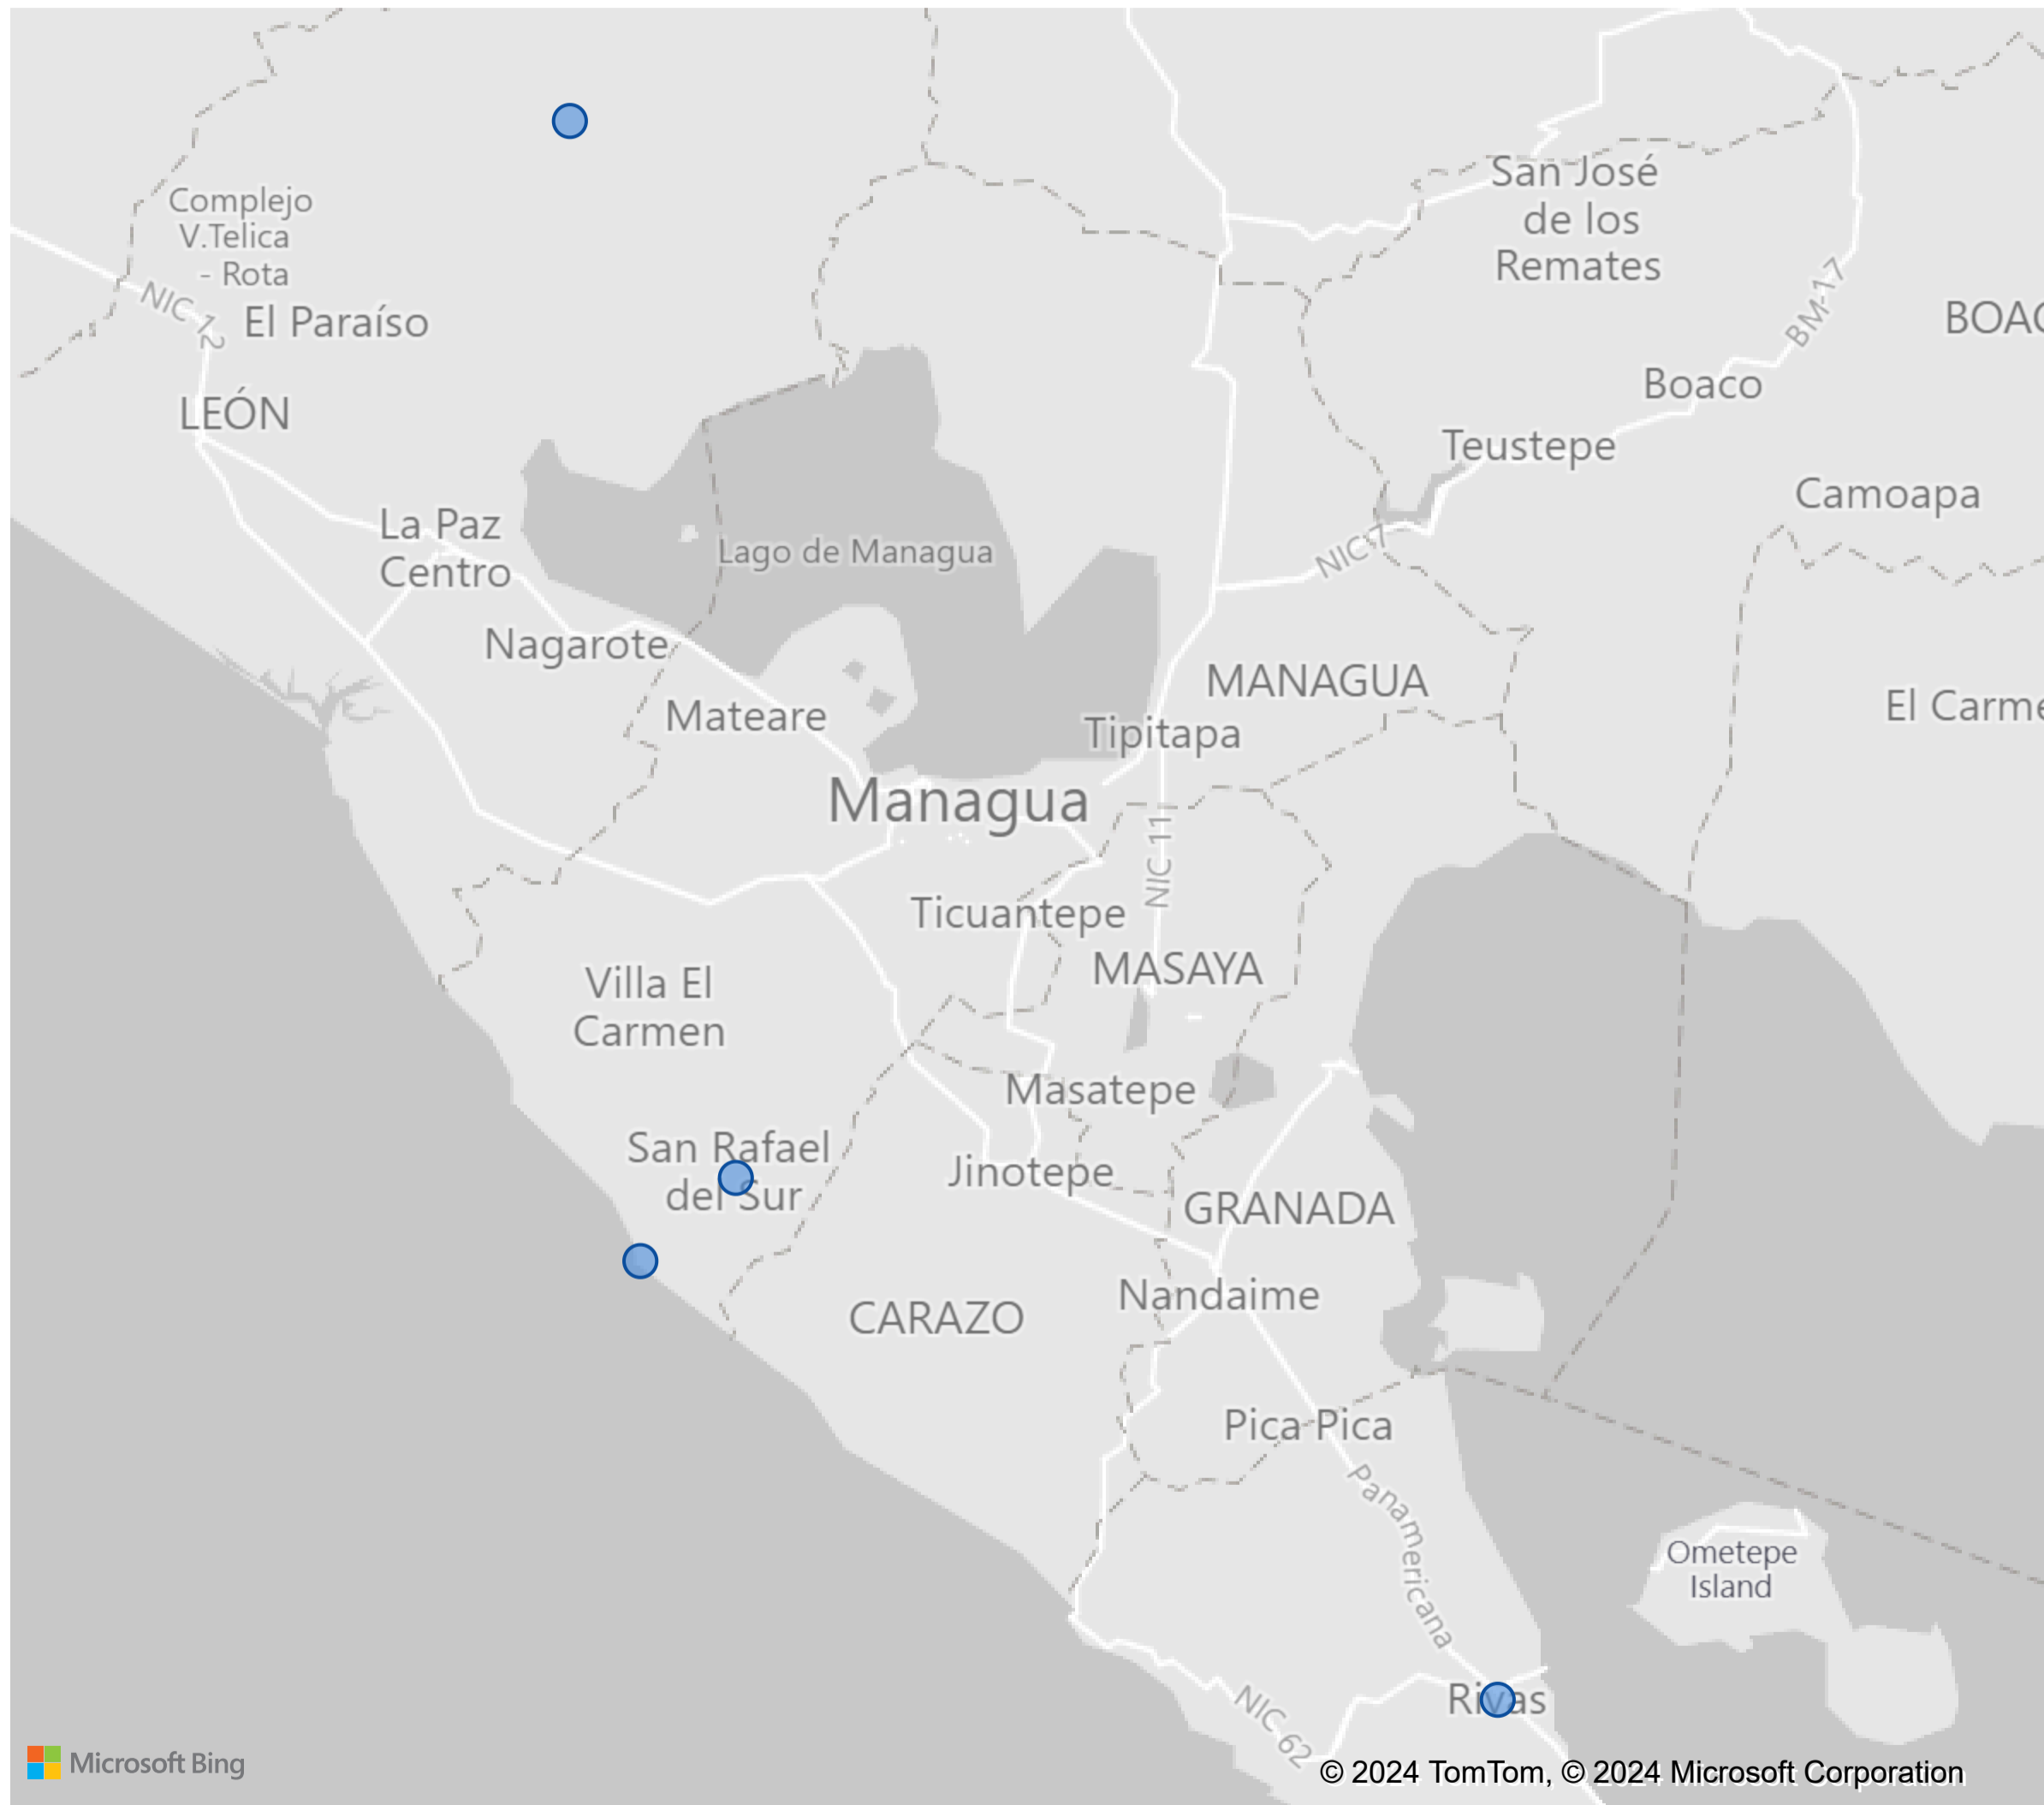 San José
de los
Remates
Complejo
V.Telica
- Rota
NIC 12
El Paraíso
BM-17
BOAC
LEÓN
Boaco
Teustepe
Camoapa
La Paz
Centro
Lago de Managua
NIC 7
Nagarote
MANAGUA
El Carme
Mateare
Tipitapa
Managua
NIC 11
Ticuantepe
MASAYA
Villa El
Carmen
Masatepe
San Rafael
del Sur
Jinotepe
GRANADA
Nandaime
CARAZO
Pica Pica
Panamericana
Ometepe
Island
Rivas
NIC 62
Microsoft Bing
© 2024 TomTom, © 2024 Microsoft Corporation